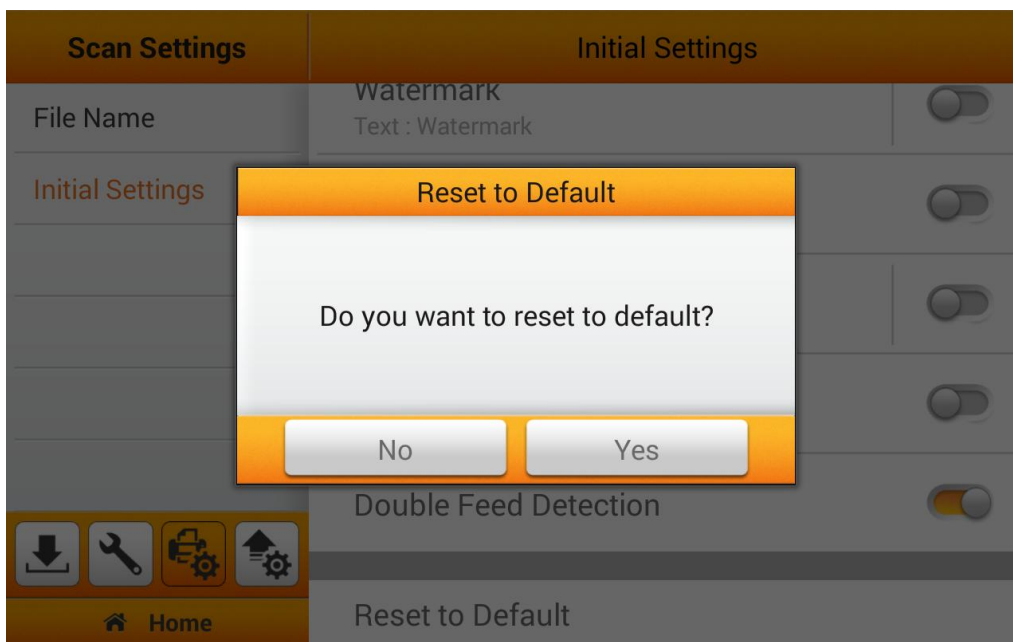 Scan Settings
Initial Settings
File Name
Watermark
Text : Watermark
Initial Settings
Reset to Default
Do you want to reset to default?
No
Yes
Double Feed Detection
Home
Reset to Default